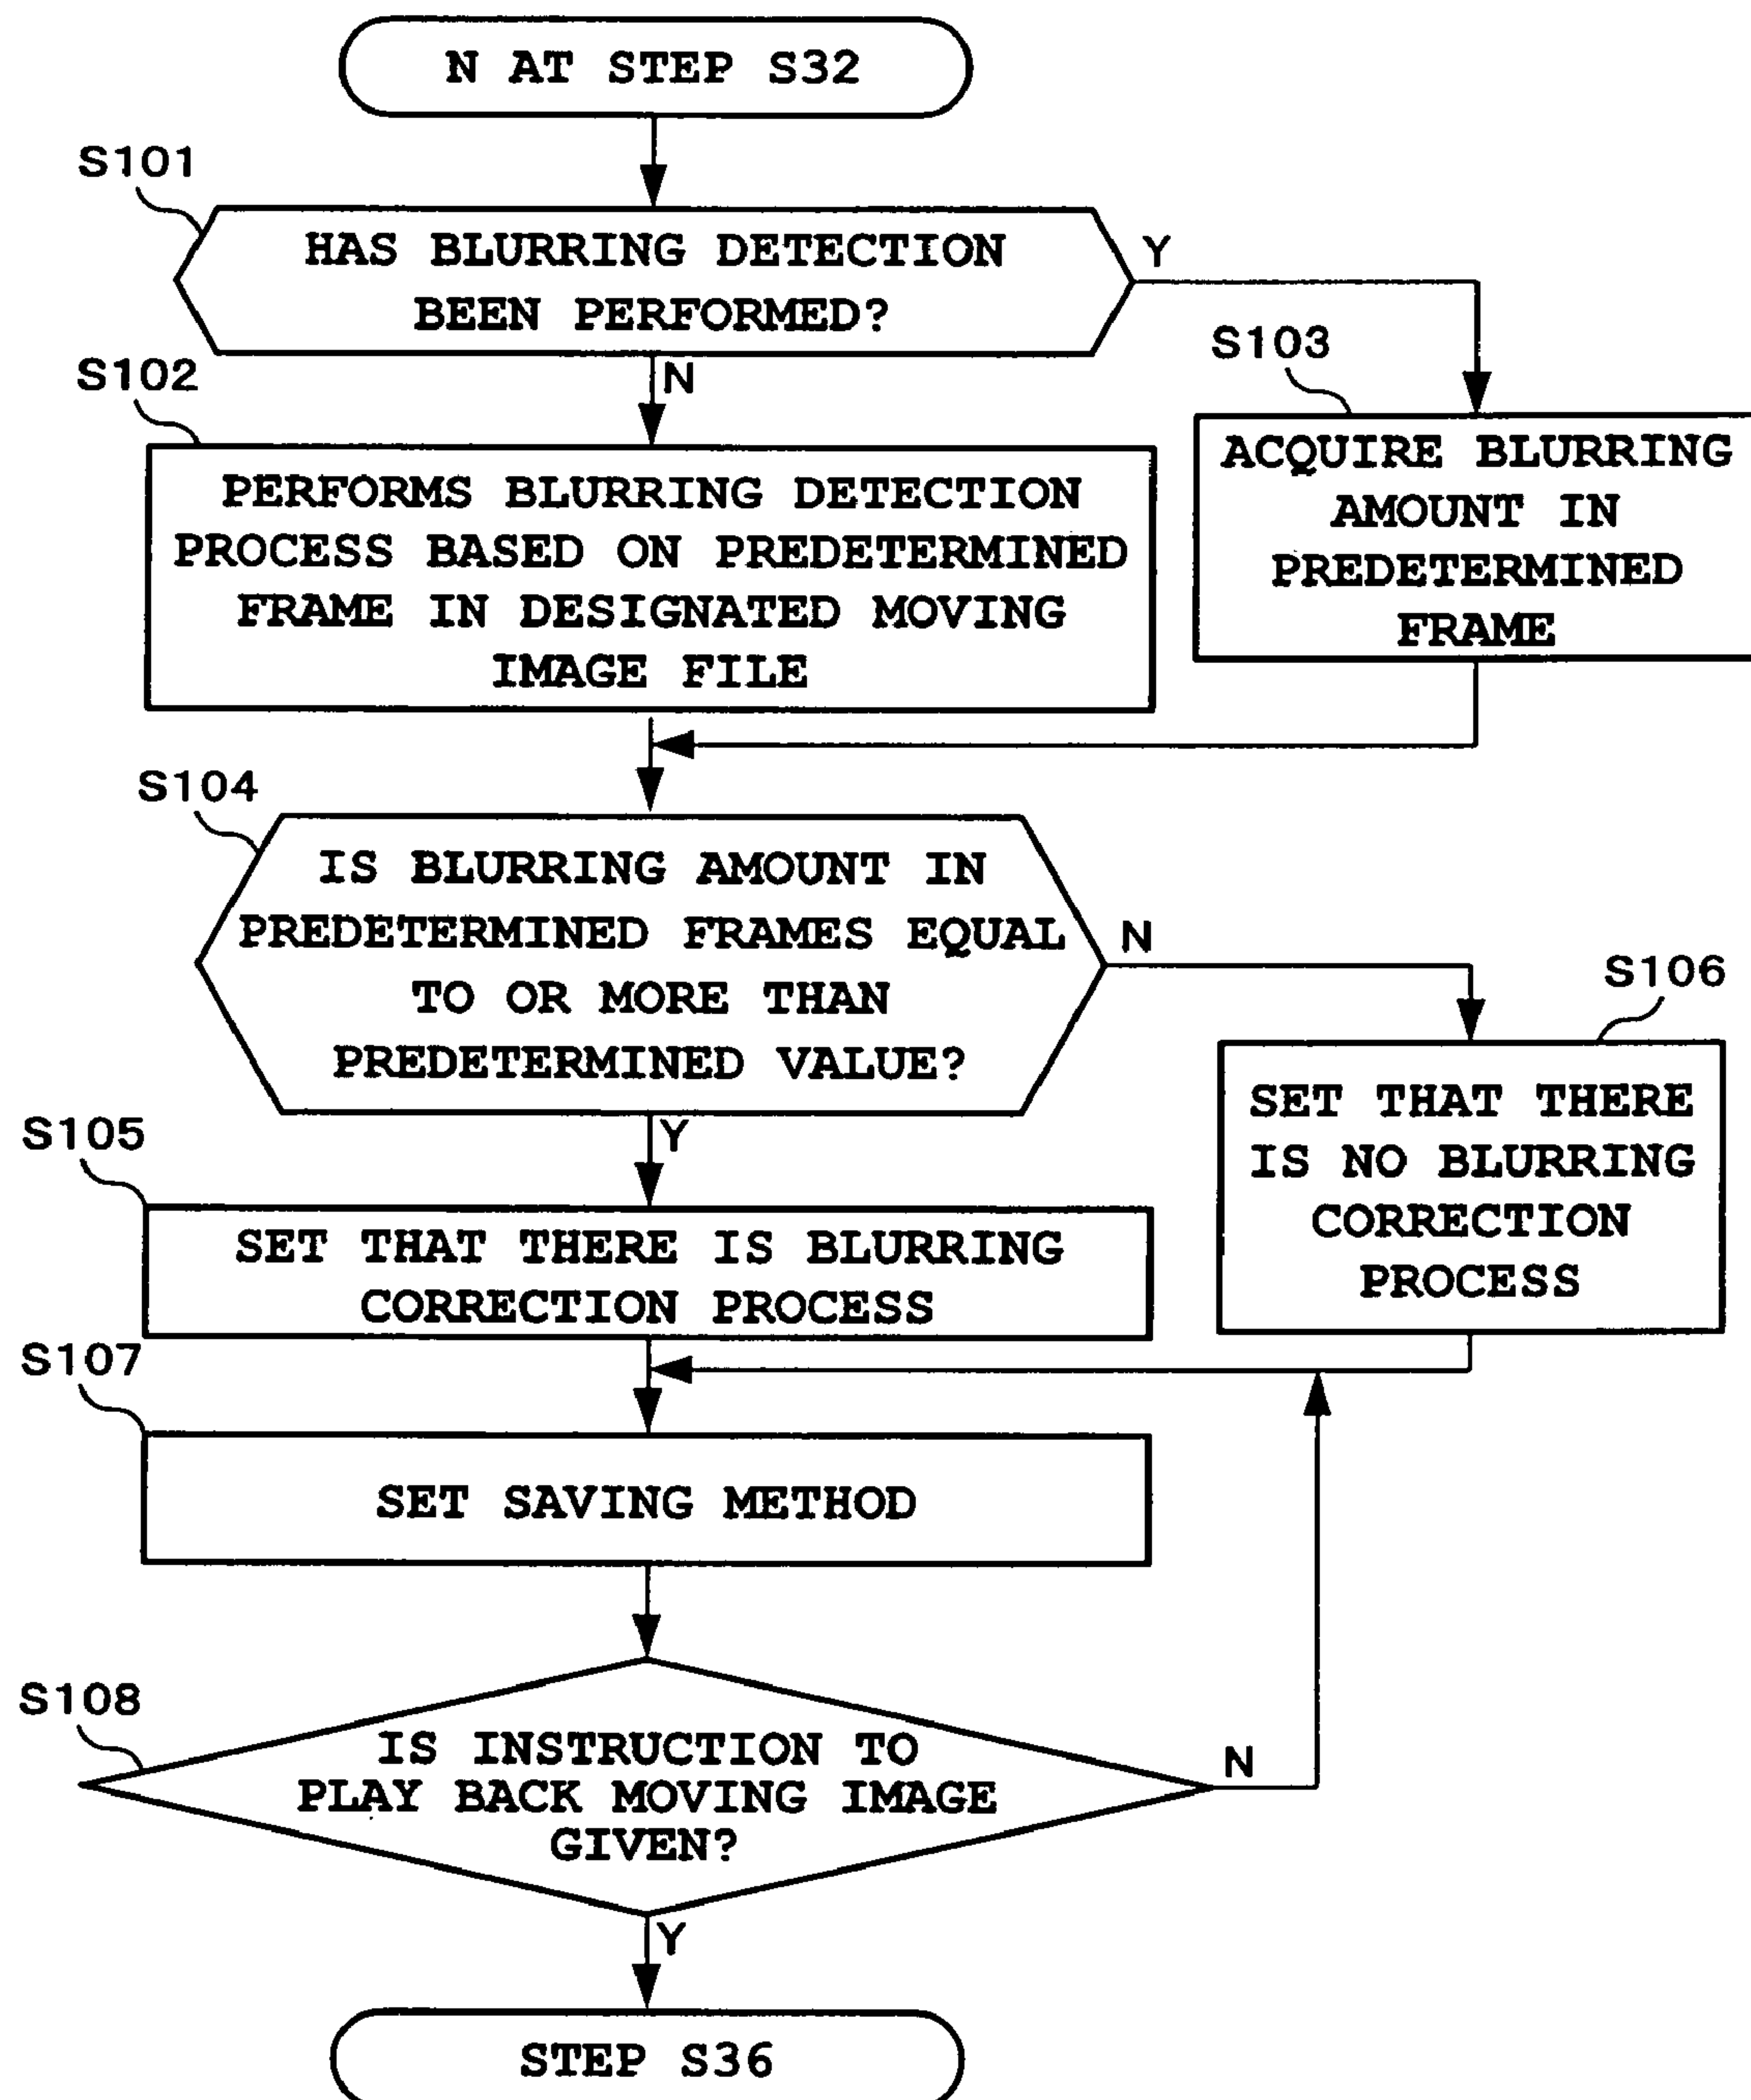 N AT STEP S32
S101
HAS BLURRING DETECTION
BEEN PERFORMED?
Y
N
S102
PERFORMS BLURRING DETECTION
PROCESS BASED ON PREDETERMINED
FRAME IN DESIGNATED MOVING
IMAGE FILE
S103
ACQUIRE BLURRING
AMOUNT IN
PREDETERMINED
FRAME
S104
IS BLURRING AMOUNT IN
PREDETERMINED FRAMES EQUAL
TO OR MORE THAN
PREDETERMINED VALUE?
N
Y
S105
SET THAT THERE IS BLURRING
CORRECTION PROCESS
S106
SET THAT THERE
IS NO BLURRING
CORRECTION
PROCESS
S107
SET SAVING METHOD
S108
IS INSTRUCTION TO
PLAY BACK MOVING IMAGE
GIVEN?
N
Y
STEP S36